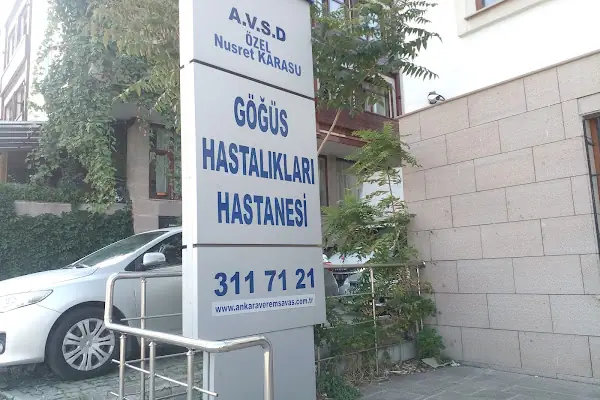 A.V.S.D
ÖZEL
Nusret KARASU
GÖĞÜS
HASTALIKLARI
HASTANESİ
311 71 21
www.ankaraveremsavas.com.tr